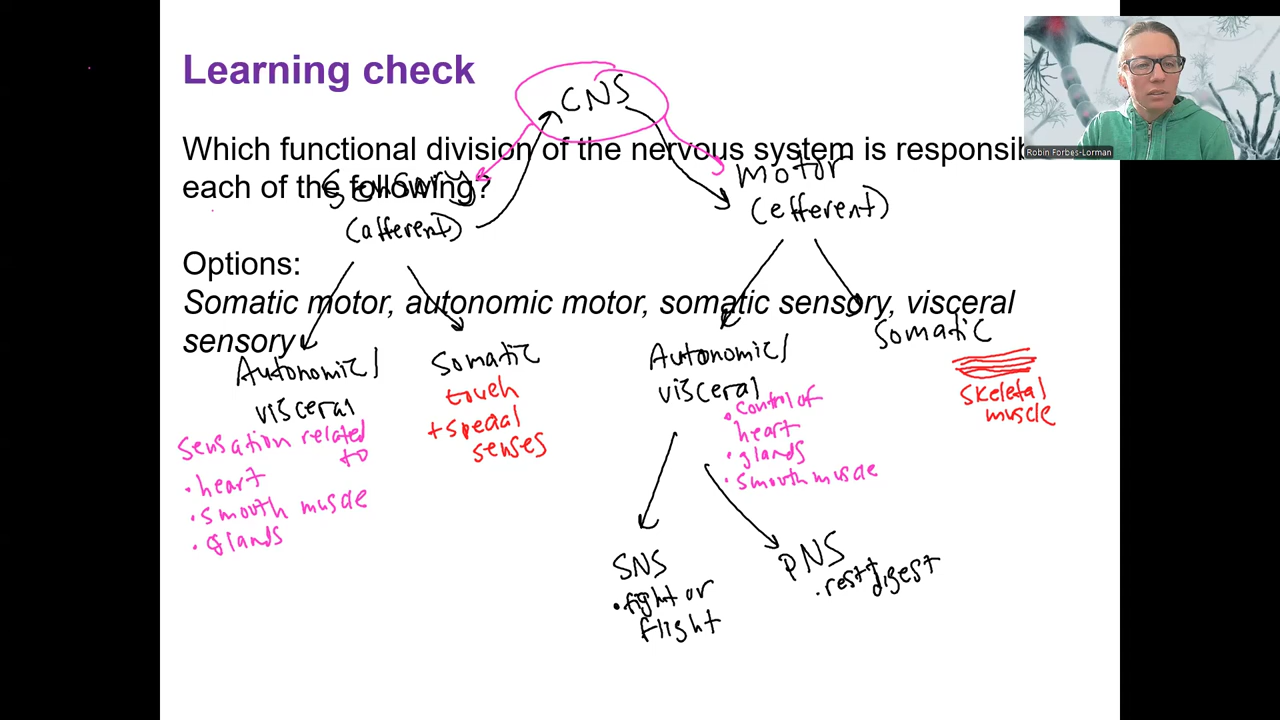 Learning check
CNS
Which functional division of the nervous system is responsib
each of the following?
Robin Forbes-Lorman
Sensory
(afferent)
motor
(efferent)
Options:
Somatic motor, autonomic motor, somatic sensory, visceral
sensory
Autonomic/
visceral
sensation related
to
• heart
• smooth muscle
• glands
Somatic
touch
+ special
senses
Autonomic/
visceral
• control of
heart
• glands
• smooth muscle
Somatic
skeletal
muscle
SNS
• fight or
flight
PNS
• rest + digest